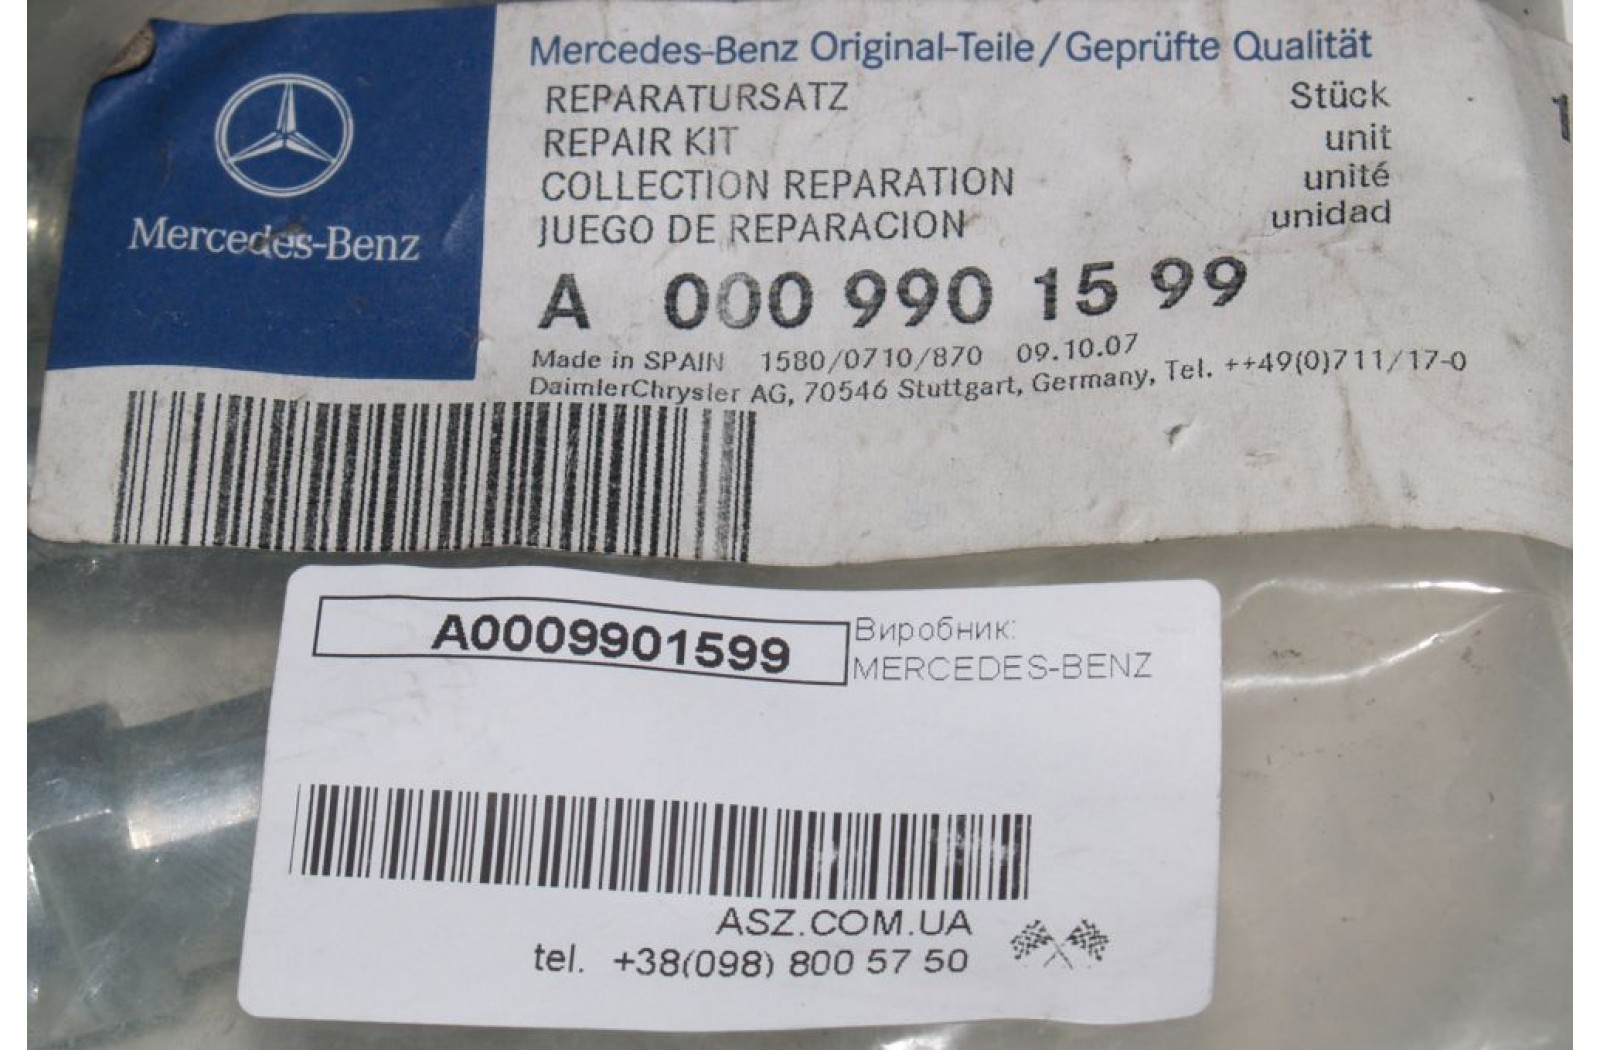 Mercedes-Benz
Mercedes-Benz Original-Teile/Geprüfte Qualität
REPARATURSATZ Stück
REPAIR KIT unit
COLLECTION REPARATION unité
JUEGO DE REPARACION unidad
1
A 000 990 15 99
Made in SPAIN 1580/0710/870 09.10.07
DaimlerChrysler AG, 70546 Stuttgart, Germany, Tel. ++49(0)711/17-0
A0009901599
Виробник:
MERCEDES-BENZ
ASZ.COM.UA
tel. +38(098) 800 57 50